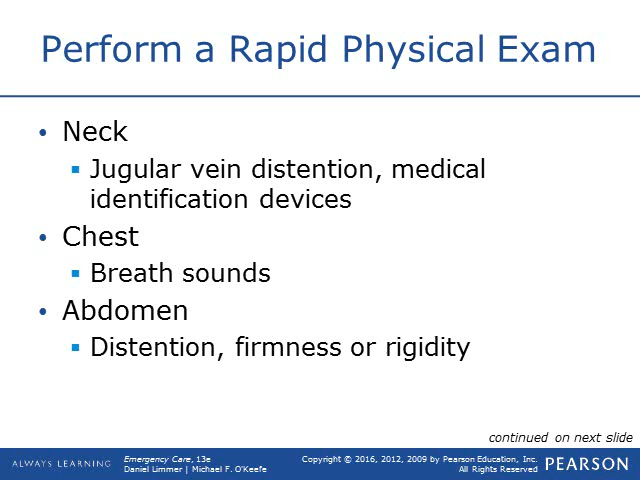 Perform a Rapid Physical Exam
• Neck
▪ Jugular vein distention, medical
identification devices
• Chest
▪ Breath sounds
• Abdomen
▪ Distention, firmness or rigidity
continued on next slide
ALWAYS LEARNING
Emergency Care, 13e
Daniel Limmer | Michael F. O'Keefe
Copyright © 2016, 2012, 2009 by Pearson Education, Inc.
All Rights Reserved
PEARSON